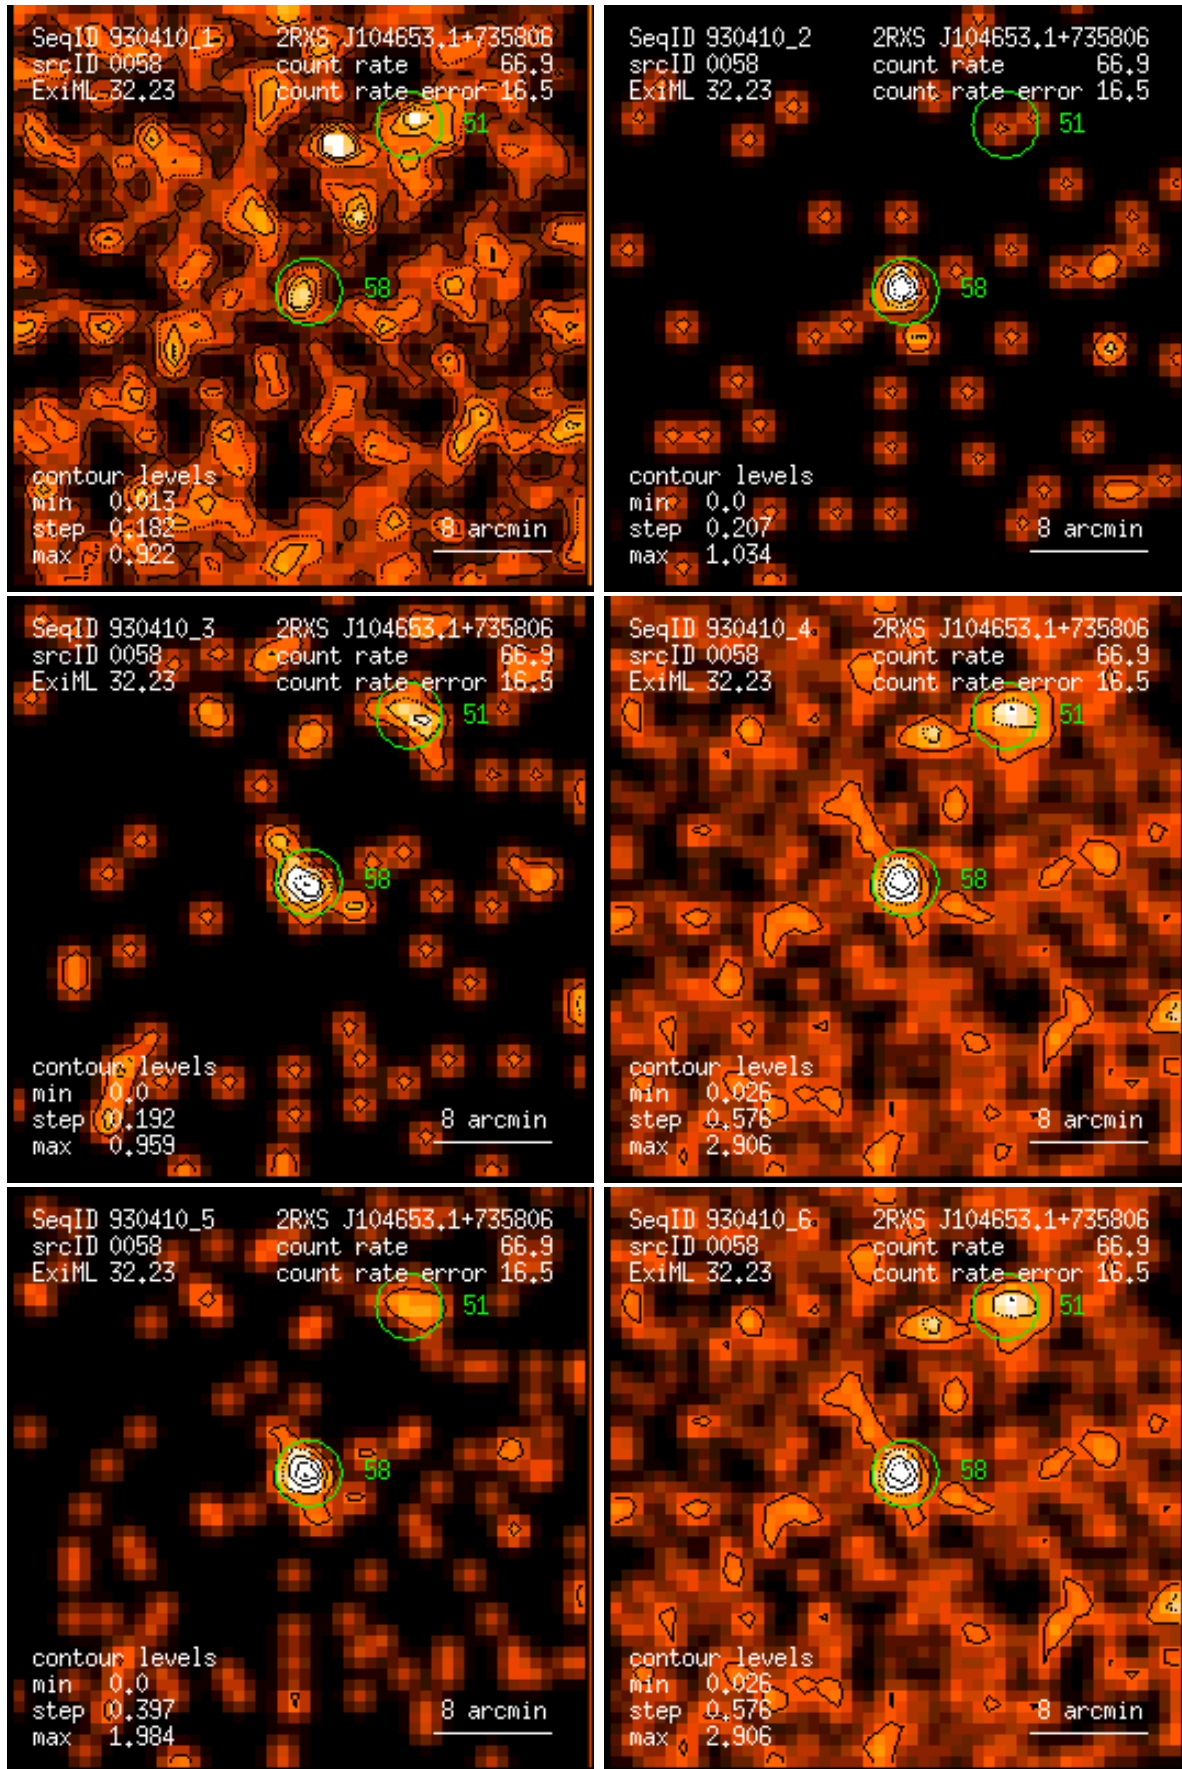 SeqID 930410_1 2RXS J104653.1+735806
srcID 0058 count rate 66.9
ExiML 32.23 count rate error 16.5
51
58
contour levels
min 0.013
step 0.182 8 arcmin
max 0.922
SeqID 930410_2 2RXS J104653.1+735806
srcID 0058 count rate 66.9
ExiML 32.23 count rate error 16.5
51
58
contour levels
min 0.0
step 0.207 8 arcmin
max 1.034
SeqID 930410_3 2RXS J104653.1+735806
srcID 0058 count rate 66.9
ExiML 32.23 count rate error 16.5
51
58
contour levels
min 0.0
step 0.192 8 arcmin
max 0.959
SeqID 930410_4 2RXS J104653.1+735806
srcID 0058 count rate 66.9
ExiML 32.23 count rate error 16.5
51
58
contour levels
min 0.026
step 0.576 8 arcmin
max 2.906
SeqID 930410_5 2RXS J104653.1+735806
srcID 0058 count rate 66.9
ExiML 32.23 count rate error 16.5
51
58
contour levels
min 0.0
step 0.397 8 arcmin
max 1.984
SeqID 930410_6 2RXS J104653.1+735806
srcID 0058 count rate 66.9
ExiML 32.23 count rate error 16.5
51
58
contour levels
min 0.026
step 0.576 8 arcmin
max 2.906